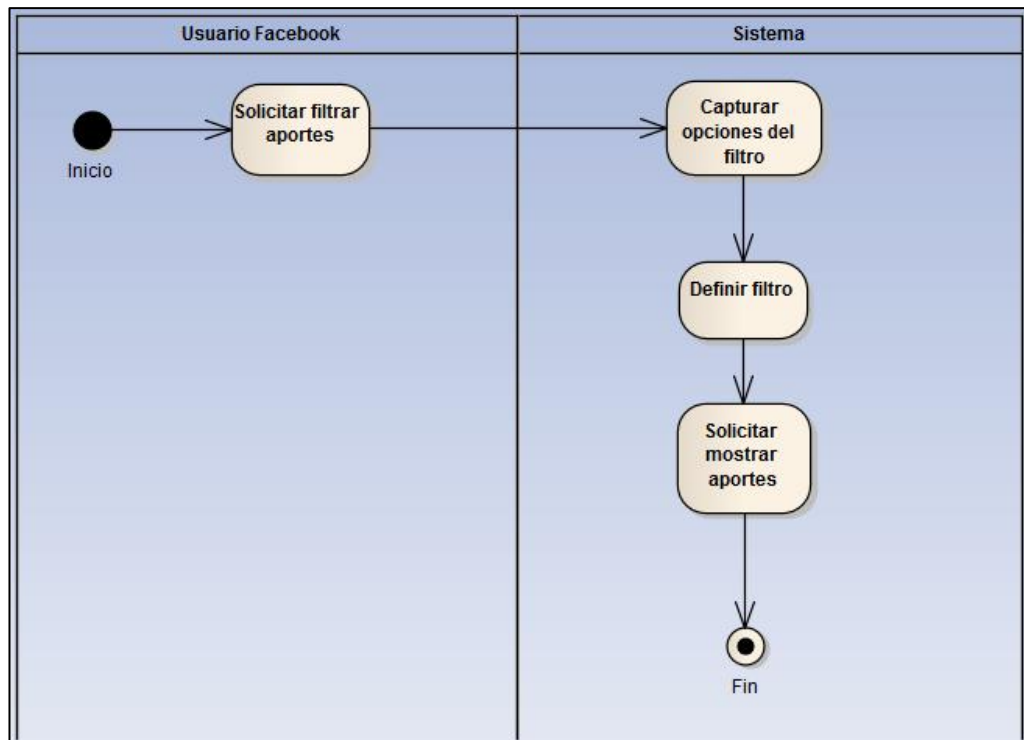 Usuario Facebook
Sistema
Inicio
Solicitar filtrar
aportes
Capturar
opciones del
filtro
Definir filtro
Solicitar
mostrar
aportes
Fin